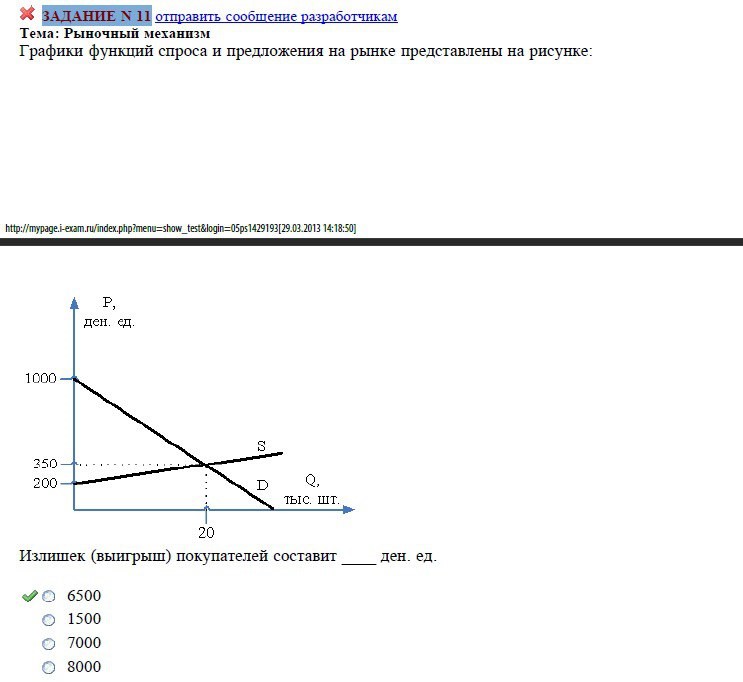 ЗАДАНИЕ N 11 отправить сообщение разработчикам
Тема: Рыночный механизм
Графики функций спроса и предложения на рынке представлены на рисунке:
http://mypage.i-exam.ru/index.php?menu=show_test&login=05ps1429193[29.03.2013 14:18:50]
P,
ден. ед.
1000
350
200
S
D
Q,
тыс. шт.
20
Излишек (выигрыш) покупателей составит ____ ден. ед.
6500
1500
7000
8000